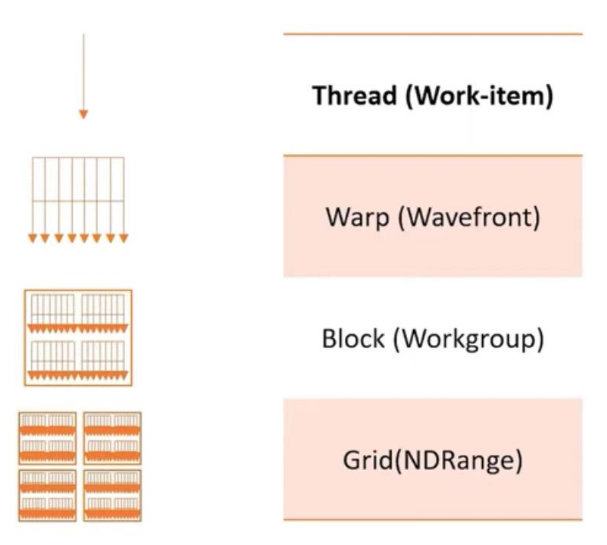 Thread (Work-item)
Warp (Wavefront)
Block (Workgroup)
Grid(NDRange)